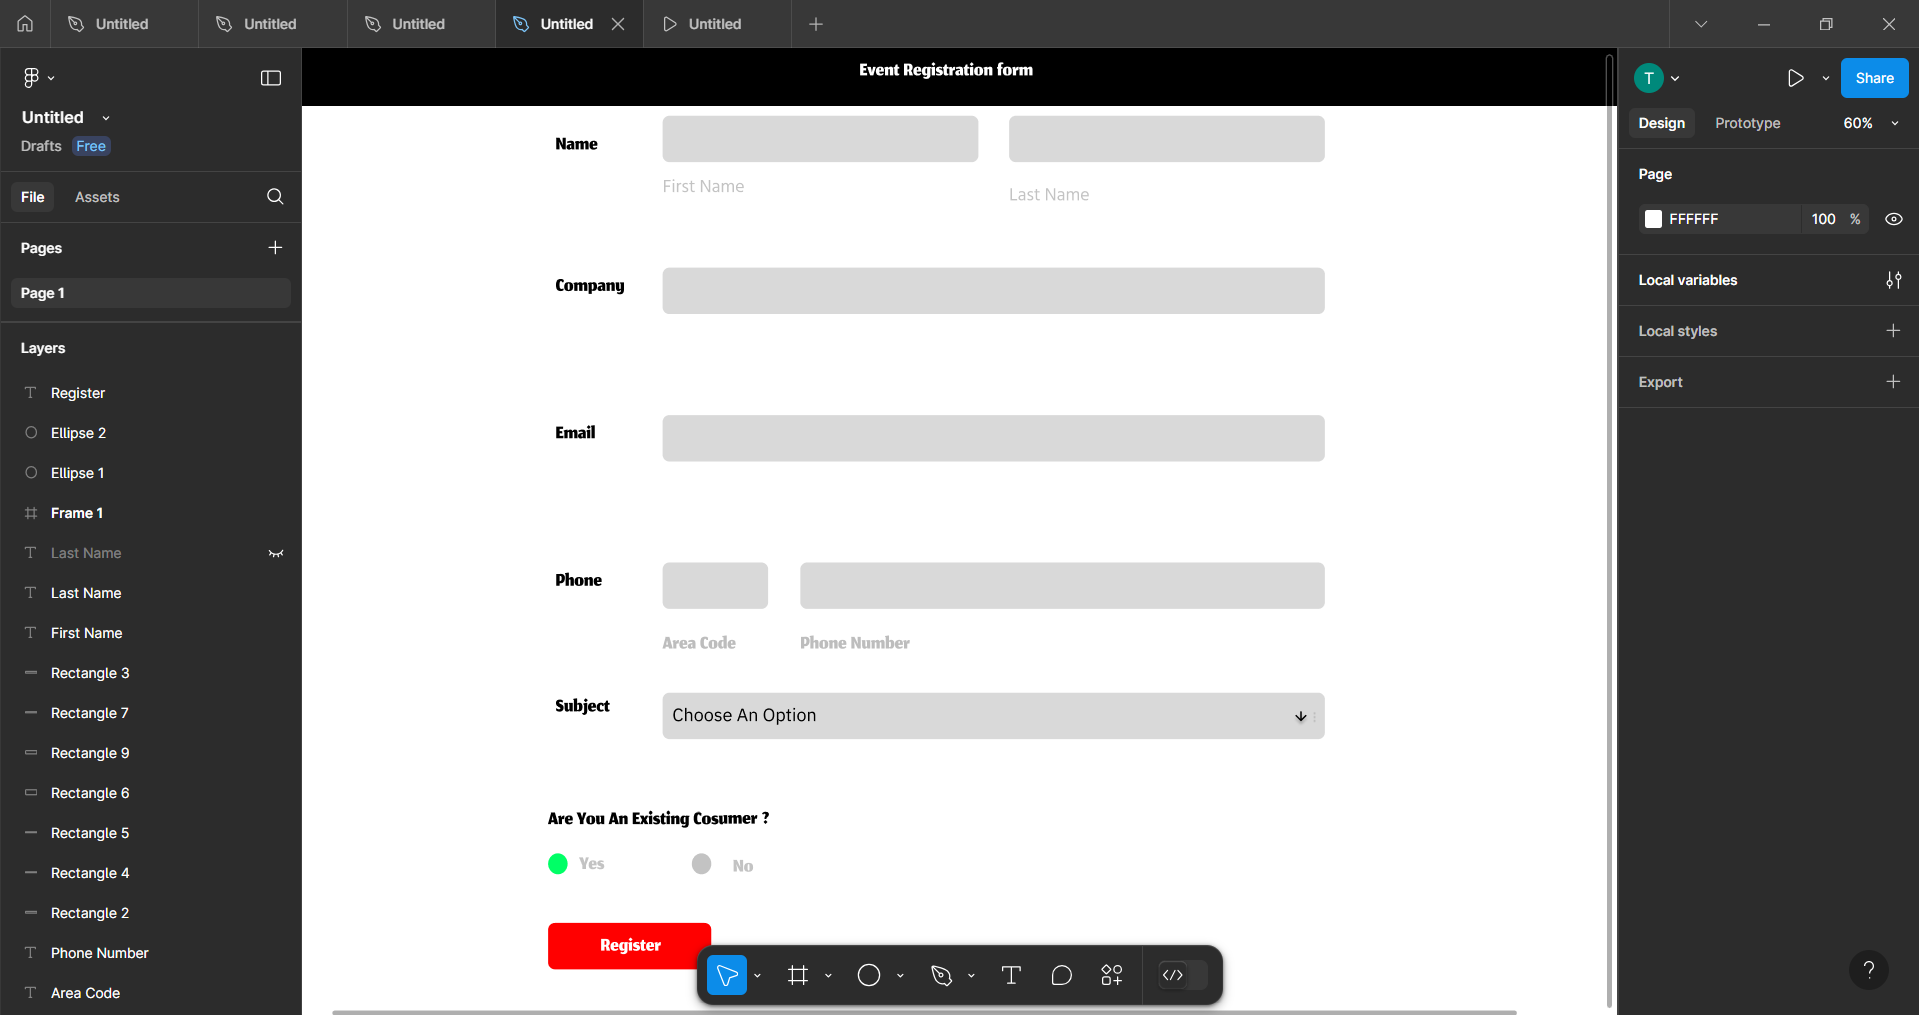 Untitled Untitled Untitled Untitled Untitled
Untitled
Drafts Free
File Assets
Pages
Page 1
Layers
Register
Ellipse 2
Ellipse 1
Frame 1
Last Name
Last Name
First Name
Rectangle 3
Rectangle 7
Rectangle 9
Rectangle 6
Rectangle 5
Rectangle 4
Rectangle 2
Phone Number
Area Code
Event Registration form
Name
First Name Last Name
Company
Email
Phone
Area Code Phone Number
Subject Choose An Option
Are You An Existing Cosumer ?
Yes No
Register
T Share
Design Prototype 60%
Page
FFFFFF 100 %
Local variables
Local styles
Export
?